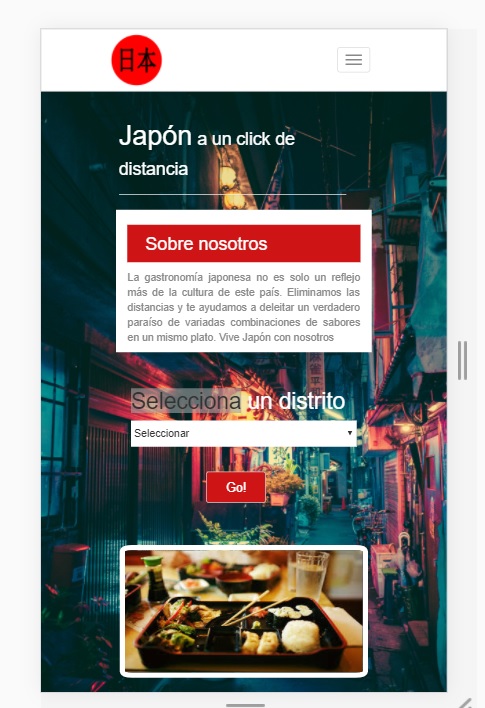 日本
Japón a un click de
distancia
Sobre nosotros
La gastronomía japonesa no es solo un reflejo
más de la cultura de este país. Eliminamos las
distancias y te ayudamos a deleitar un verdadero
paraíso de variadas combinaciones de sabores
en un mismo plato. Vive Japón con nosotros
Selecciona un distrito
Seleccionar
Go!